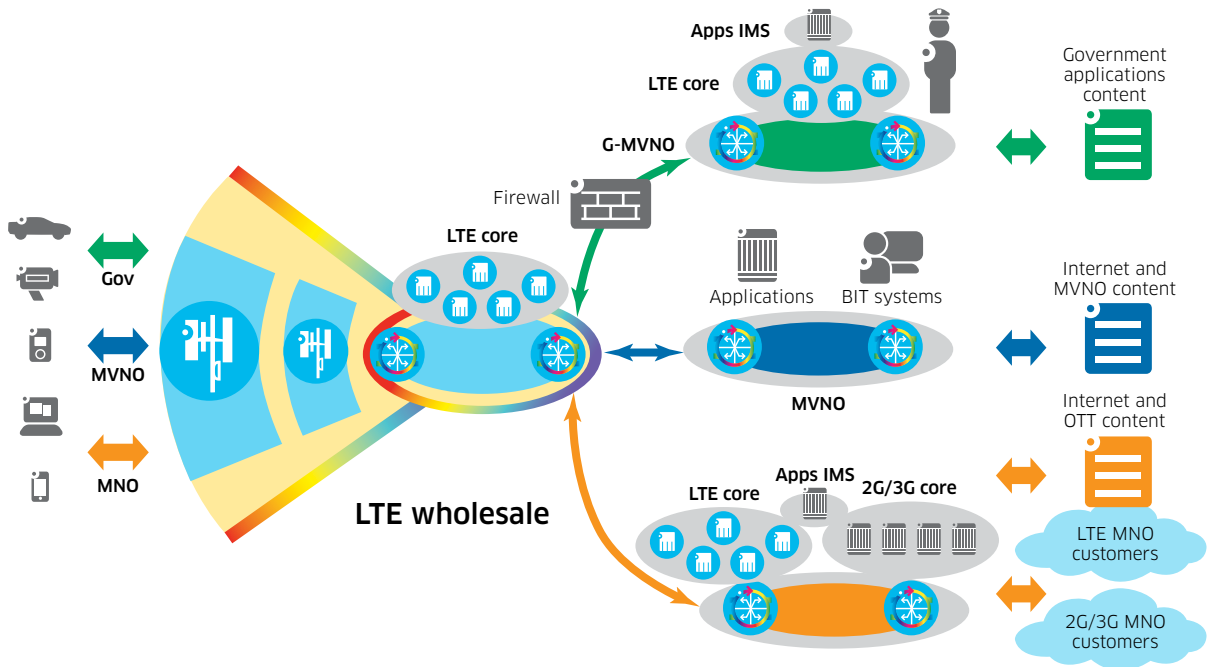 Apps IMS
LTE core
G-MVNO
Government
applications
content
Firewall
LTE core
Gov
MVNO
MNO
Applications
BIT systems
MVNO
Internet and
MVNO content
LTE wholesale
Internet and
OTT content
Apps IMS
LTE core
2G/3G core
LTE MNO
customers
2G/3G MNO
customers